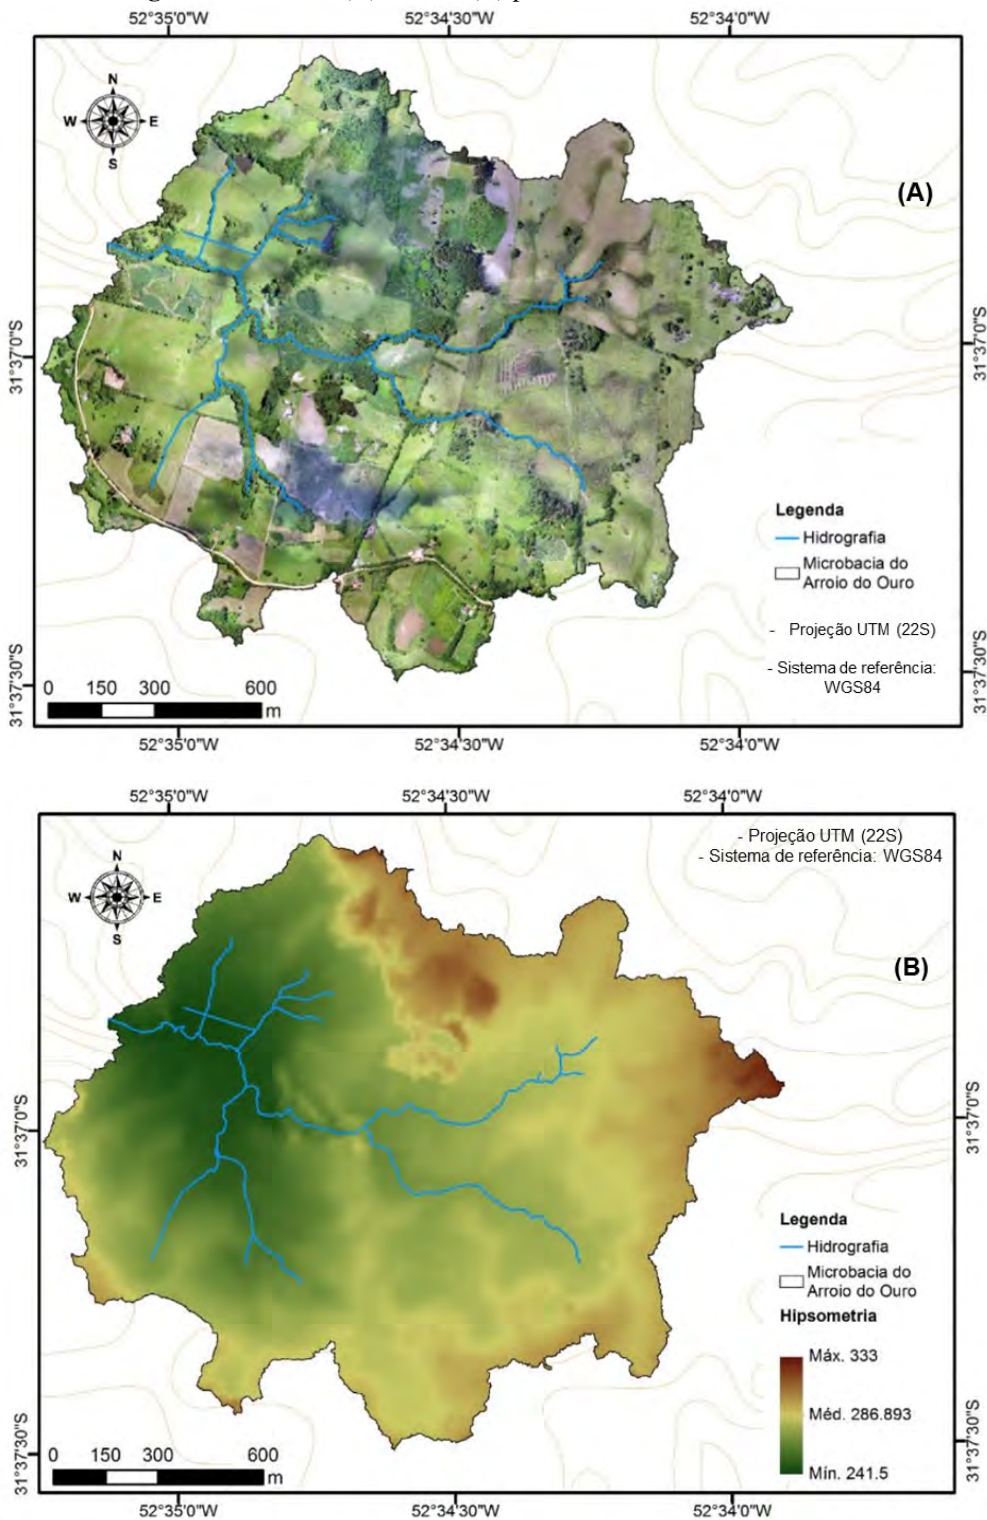 52°35'0"W 52°34'30"W 52°34'0"W
N
W E
S
(A)
31°37'0"S 31°37'0"S
Legenda
Hidrografia
Microbacia do
Arroio do Ouro
- Projeção UTM (22S)
- Sistema de referência:
WGS84
31°37'30"S 31°37'30"S
0 150 300 600
m
52°35'0"W 52°34'30"W 52°34'0"W
52°35'0"W 52°34'30"W 52°34'0"W
- Projeção UTM (22S)
- Sistema de referência: WGS84
N
W E
S
(B)
31°37'0"S 31°37'0"S
Legenda
Hidrografia
Microbacia do
Arroio do Ouro
Hipsometria
Máx. 333
Méd. 286.893
Mín. 241.5
31°37'30"S 31°37'30"S
0 150 300 600
m
52°35'0"W 52°34'30"W 52°34'0"W